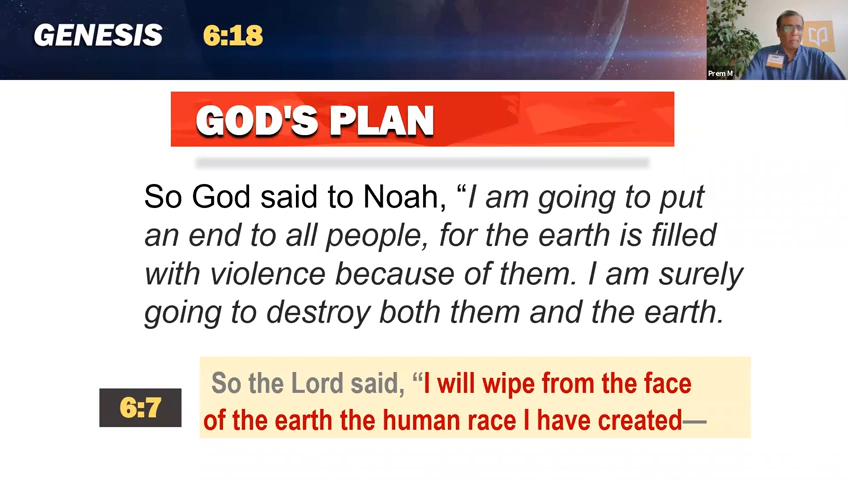 GENESIS 6:18
Prem M
GOD'S PLAN
So God said to Noah, “I am going to put
an end to all people, for the earth is filled
with violence because of them. I am surely
going to destroy both them and the earth.
6:7
So the Lord said, “I will wipe from the face
of the earth the human race I have created—